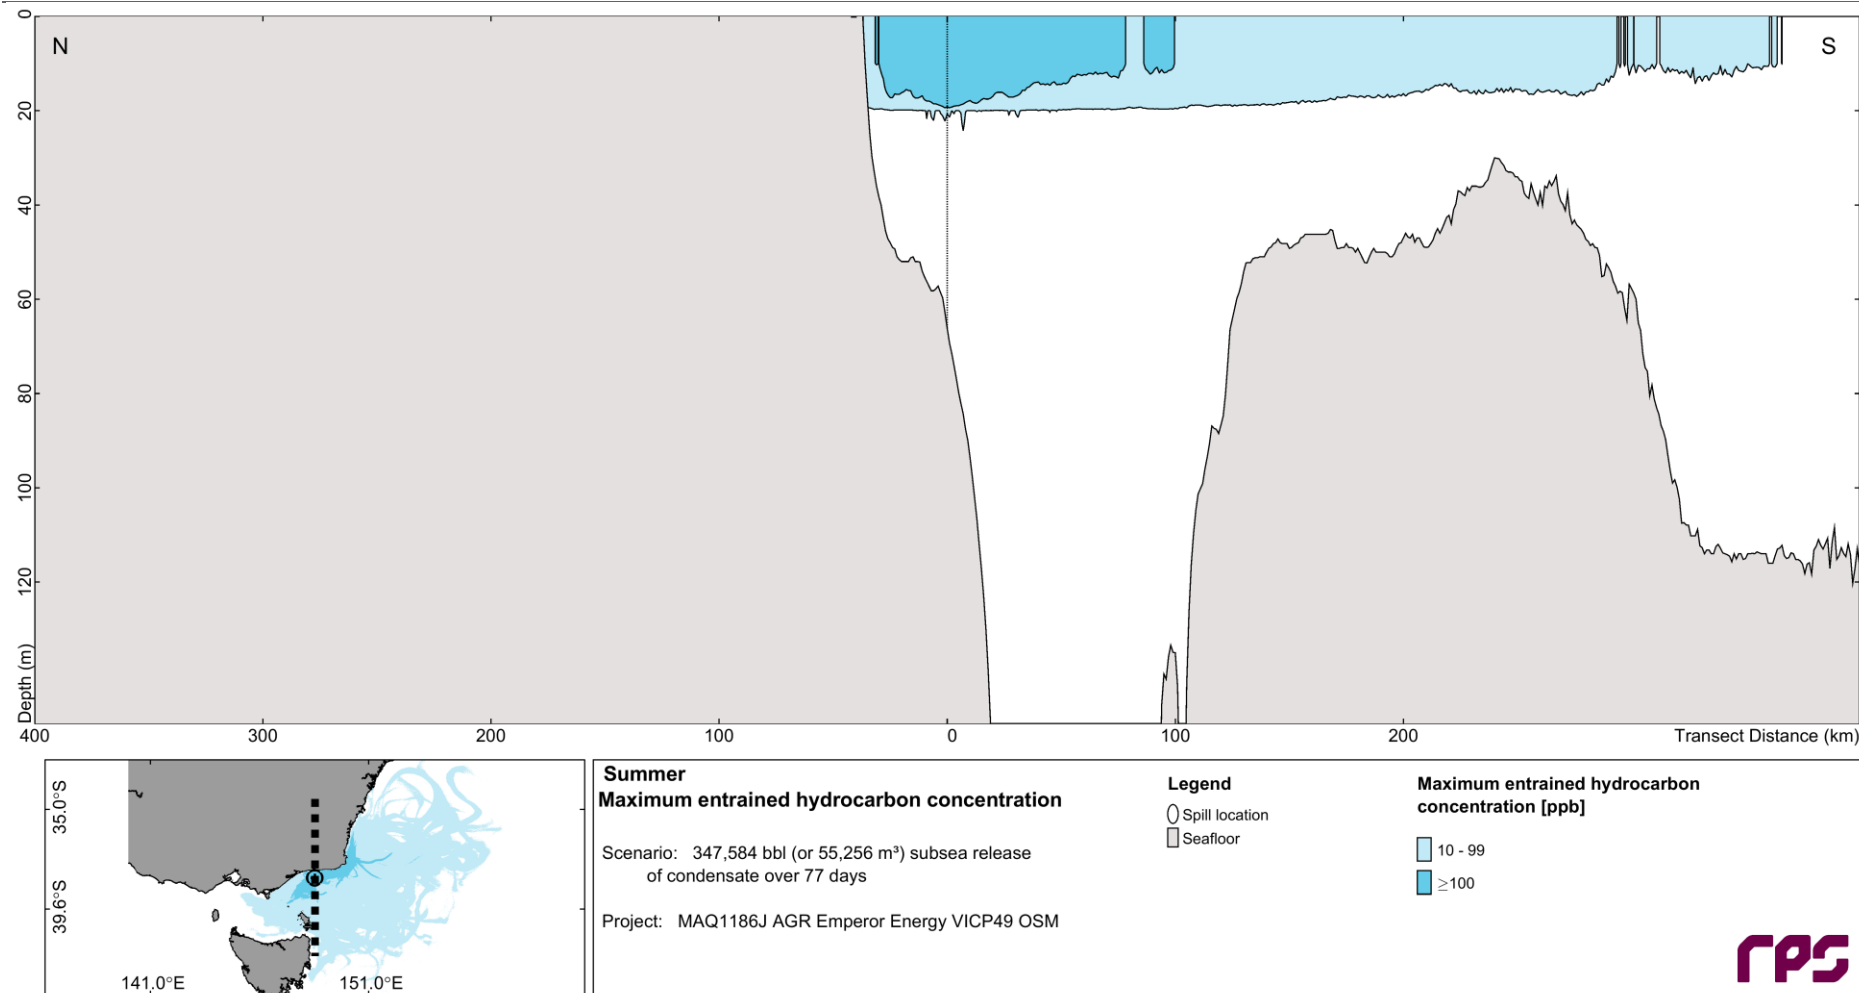 N
S
0
20
40
60
80
100
120
Depth (m)
400
300
200
100
0
100
200
Transect Distance (km)
35.0°S
39.6°S
141.0°E
151.0°E
Summer
Maximum entrained hydrocarbon concentration
Scenario: 347,584 bbl (or 55,256 m³) subsea release
of condensate over 77 days
Project: MAQ1186J AGR Emperor Energy VICP49 OSM
Legend
Spill location
Seafloor
Maximum entrained hydrocarbon
concentration [ppb]
10 - 99
≥100
rps